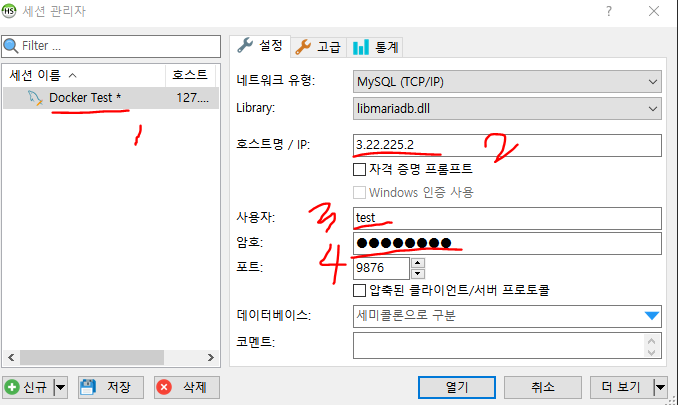 HS 세션 관리자 ? ×
Filter ...
세션 이름 호스트
Docker Test * 127....
1
설정 고급 통계
네트워크 유형: MySQL (TCP/IP)
Library: libmariadb.dll
호스트명 / IP: 3.22.225.2 2
자격 증명 프롬프트
Windows 인증 사용
3 사용자: test
암호: ●●●●●●●●
4 포트: 9876
압축된 클라이언트/서버 프로토콜
데이터베이스: 세미콜론으로 구분
코멘트:
신규 저장 삭제 열기 취소 더 보기